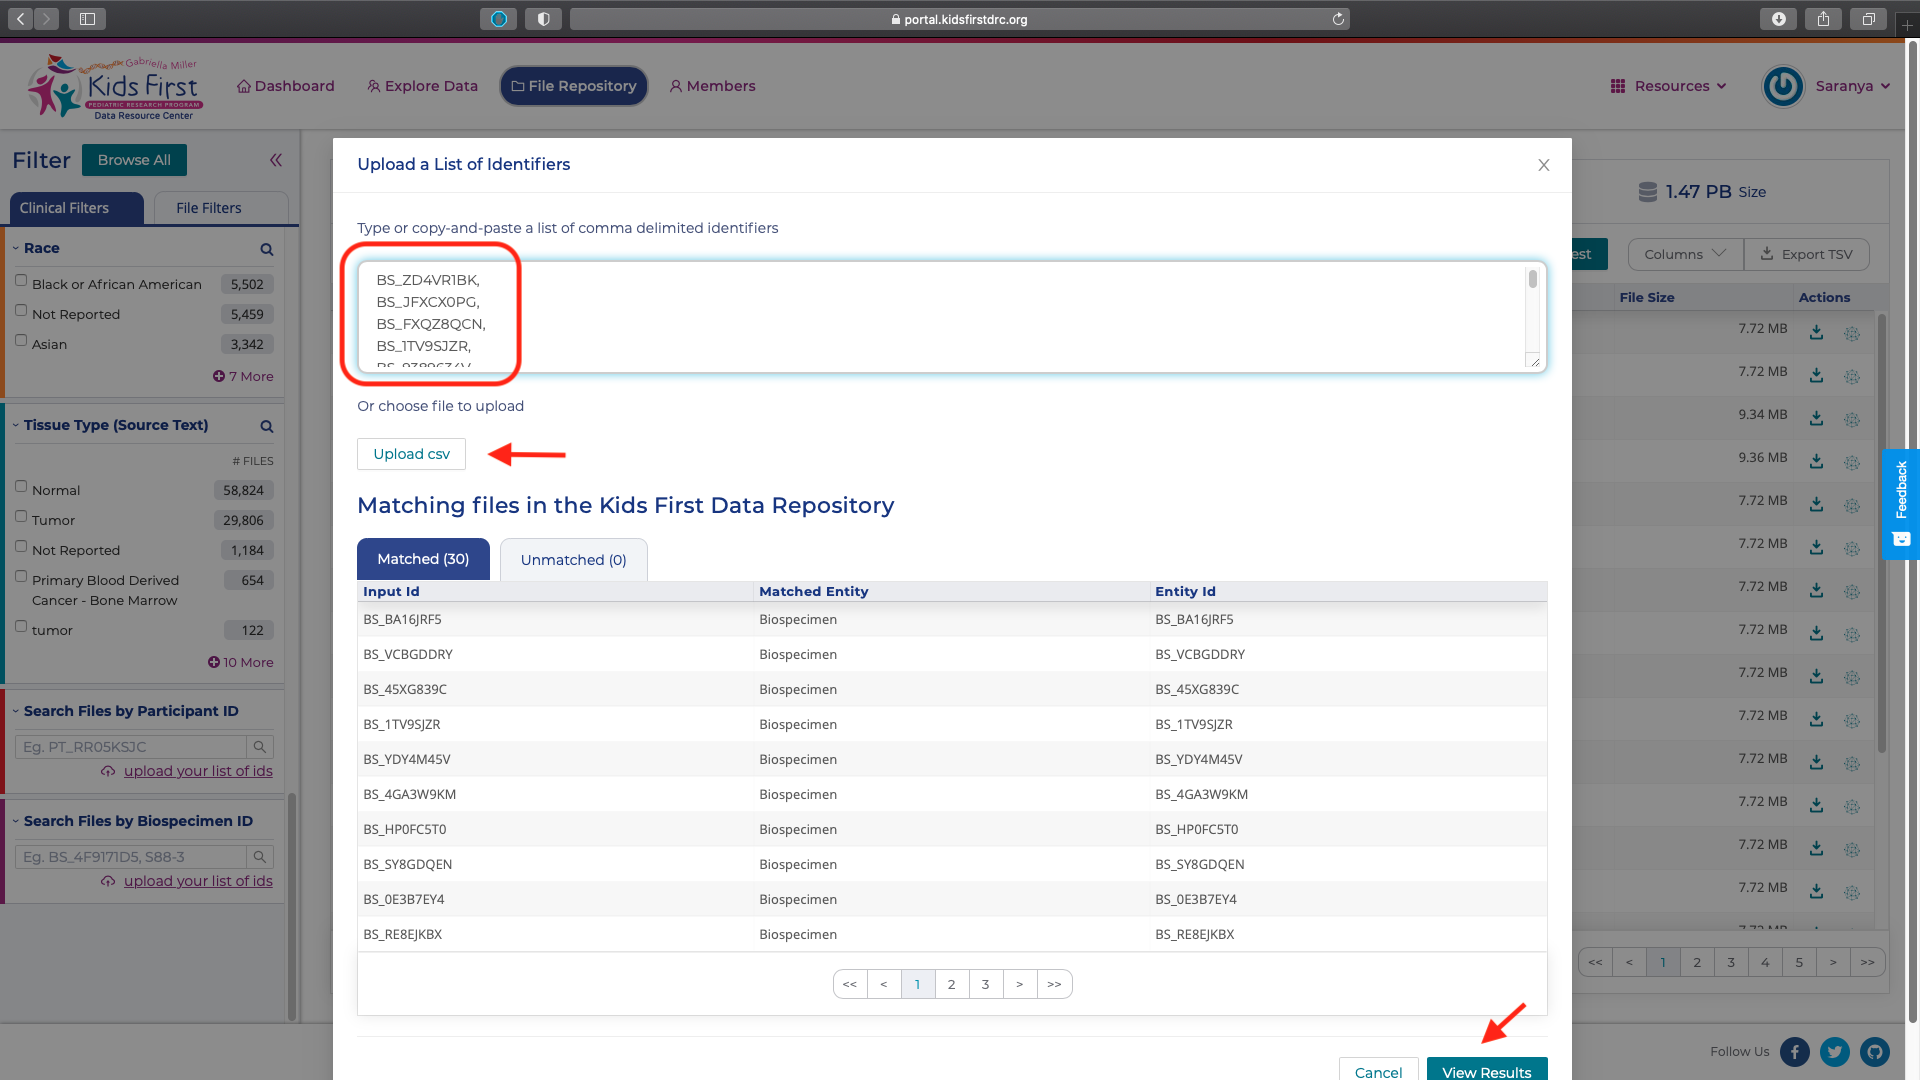 portal.kidsfirstdrc.org
Gabriella Miller
Kids First
PEDIATRIC RESEARCH PROGRAM
Data Resource Center
Dashboard
Explore Data
File Repository
Members
Resources
Saranya
Filter
Browse All
Clinical Filters
File Filters
Race
Black or African American 5,502
Not Reported 5,459
Asian 3,342
7 More
Tissue Type (Source Text)
# FILES
Normal 58,824
Tumor 29,806
Not Reported 1,184
Primary Blood Derived 654
Cancer - Bone Marrow
tumor 122
10 More
Search Files by Participant ID
Eg. PT_RR05KSJC
upload your list of ids
Search Files by Biospecimen ID
Eg. BS_4F9171D5, S88-3
upload your list of ids
Upload a List of Identifiers
Type or copy-and-paste a list of comma delimited identifiers
BS_ZD4VR1BK,
BS_JFXCX0PG,
BS_FXQZ8QCN,
BS_1TV9SJZR,
Or choose file to upload
Upload csv
Matching files in the Kids First Data Repository
Matched (30)
Unmatched (0)
Input Id Matched Entity Entity Id
BS_BA16JRF5 Biospecimen BS_BA16JRF5
BS_VCBGDDRY Biospecimen BS_VCBGDDRY
BS_45XG839C Biospecimen BS_45XG839C
BS_1TV9SJZR Biospecimen BS_1TV9SJZR
BS_YDY4M45V Biospecimen BS_YDY4M45V
BS_4GA3W9KM Biospecimen BS_4GA3W9KM
BS_HP0FC5T0 Biospecimen BS_HP0FC5T0
BS_SY8GDQEN Biospecimen BS_SY8GDQEN
BS_0E3B7EY4 Biospecimen BS_0E3B7EY4
BS_RE8EJKBX Biospecimen BS_RE8EJKBX
<< < 1 2 3 > >>
Cancel
View Results
1.47 PB Size
est
Columns
Export TSV
File Size Actions
7.72 MB
7.72 MB
9.34 MB
9.36 MB
7.72 MB
7.72 MB
7.72 MB
7.72 MB
7.72 MB
7.72 MB
7.72 MB
7.72 MB
7.72 MB
7.72 MB
7.72 MB
<< < 1 2 3 4 5 > >>
Feedback
Follow Us